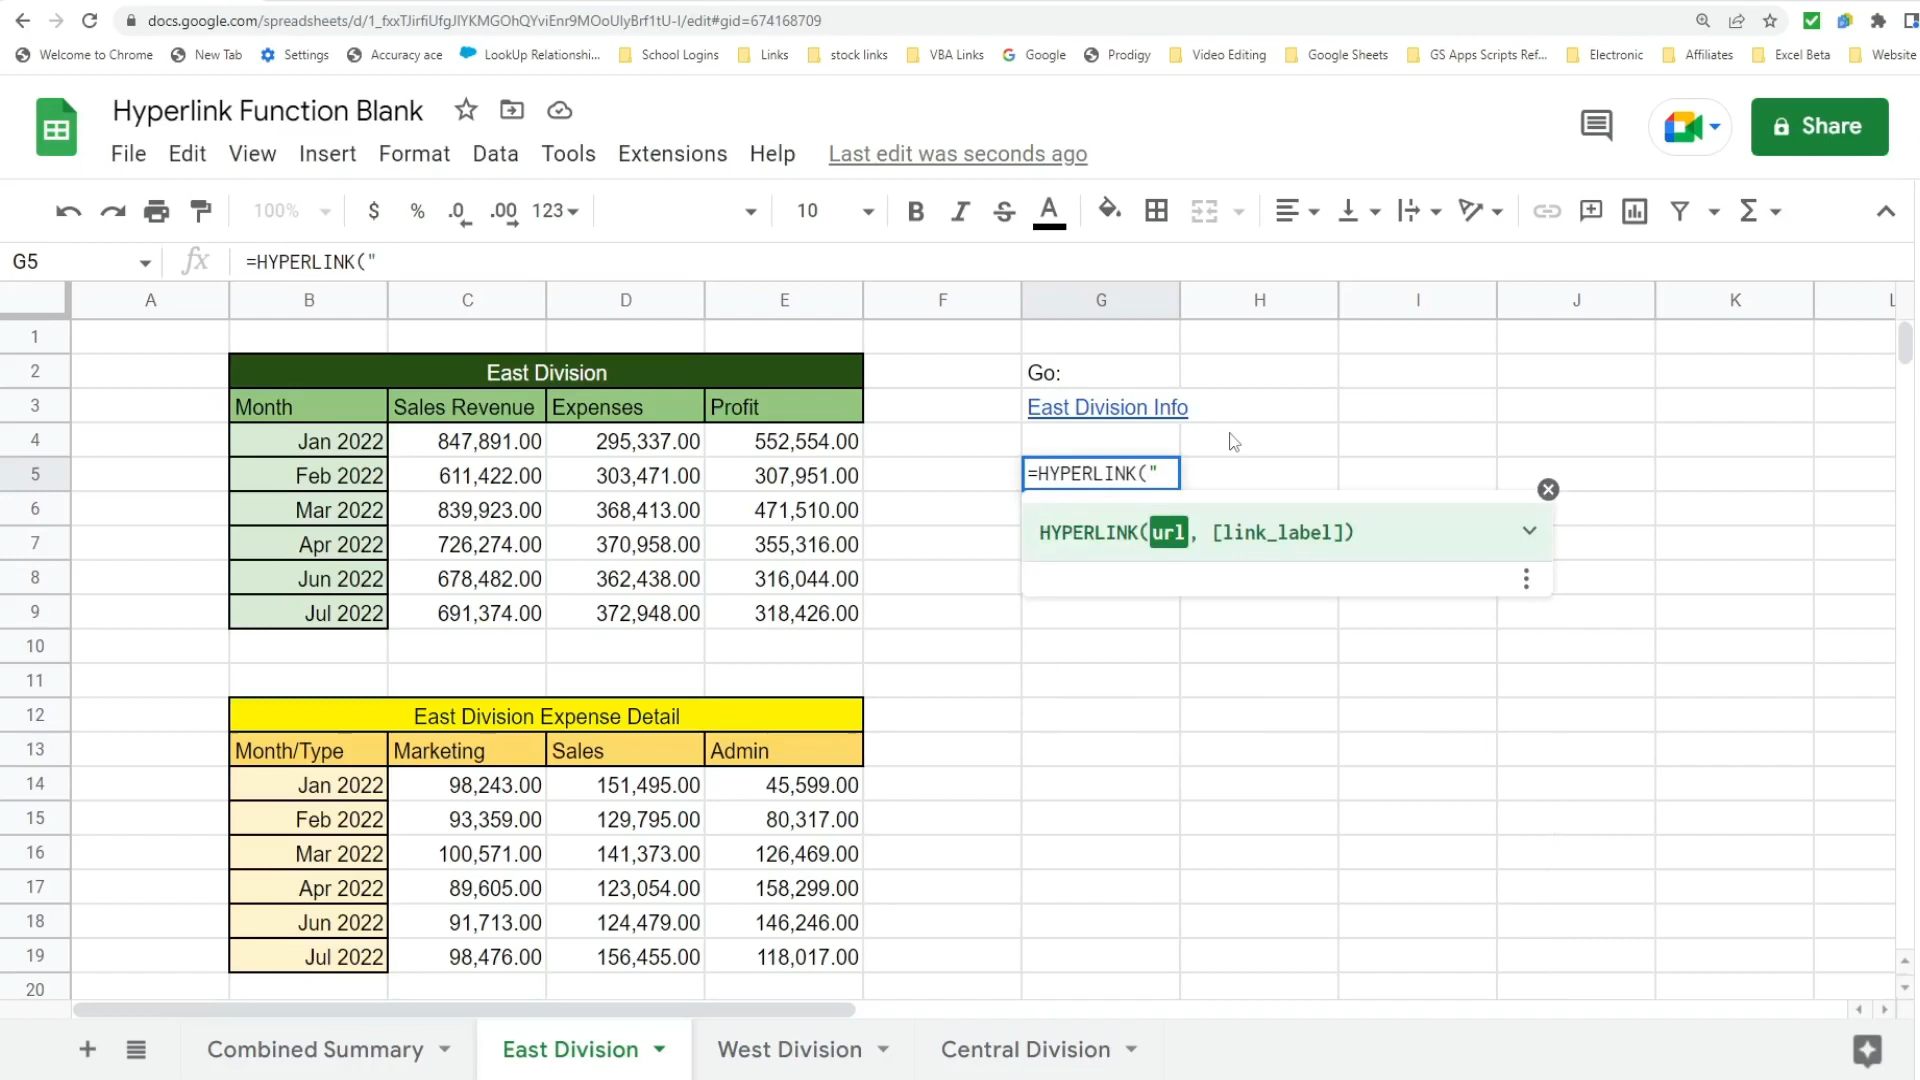 docs.google.com/spreadsheets/d/1_fxxTJirfiUfgJlYKMGOhQYviEnr9MOoUlyBrf1tU-I/edit#gid=674168709
Welcome to Chrome New Tab Settings Accuracy ace LookUp Relationshi... School Logins Links stock links VBA Links Google Prodigy Video Editing Google Sheets GS Apps Scripts Ref... Electronic Affiliates Excel Beta Website
Hyperlink Function Blank
Share
File Edit View Insert Format Data Tools Extensions Help Last edit was seconds ago
100% $ % .0 .00 123 10 B I S A Σ
G5 fx =HYPERLINK("
A B C D E F G H I J K L
1
2 East Division Go:
3 Month Sales Revenue Expenses Profit East Division Info
4 Jan 2022 847,891.00 295,337.00 552,554.00
5 Feb 2022 611,422.00 303,471.00 307,951.00 =HYPERLINK("
6 Mar 2022 839,923.00 368,413.00 471,510.00
HYPERLINK(url, [link_label])
7 Apr 2022 726,274.00 370,958.00 355,316.00
8 Jun 2022 678,482.00 362,438.00 316,044.00
9 Jul 2022 691,374.00 372,948.00 318,426.00
10
11
12 East Division Expense Detail
13 Month/Type Marketing Sales Admin
14 Jan 2022 98,243.00 151,495.00 45,599.00
15 Feb 2022 93,359.00 129,795.00 80,317.00
16 Mar 2022 100,571.00 141,373.00 126,469.00
17 Apr 2022 89,605.00 123,054.00 158,299.00
18 Jun 2022 91,713.00 124,479.00 146,246.00
19 Jul 2022 98,476.00 156,455.00 118,017.00
20
+ Combined Summary East Division West Division Central Division